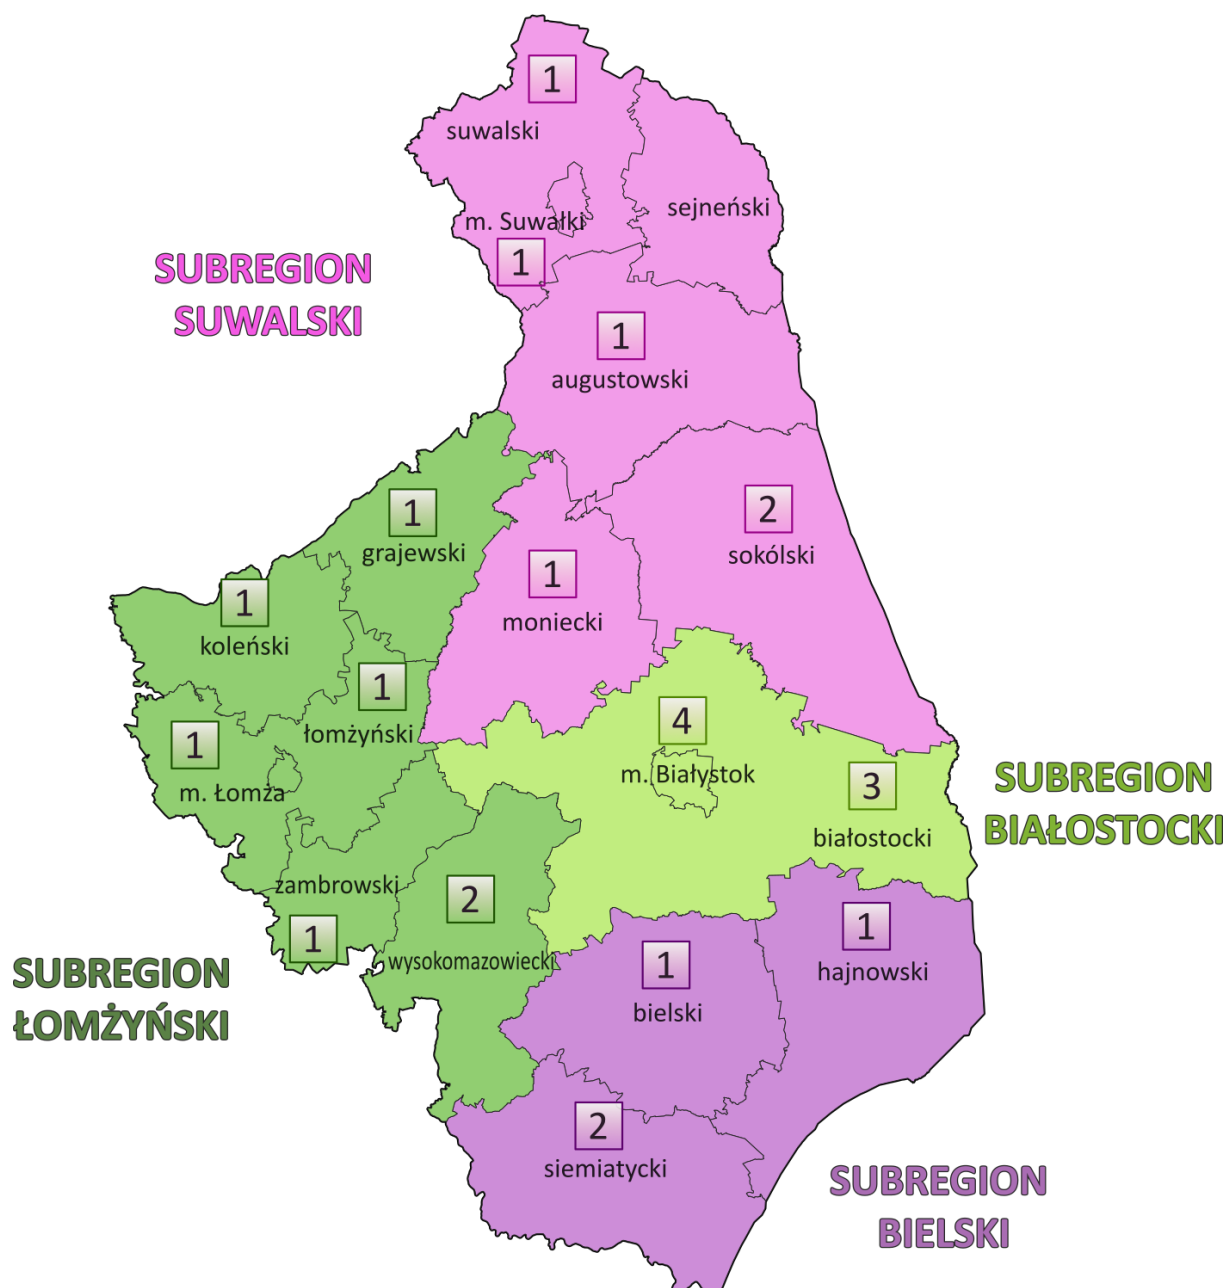 1
suwalski
sejneński
m. Suwałki
1
SUBREGION
SUWALSKI
1
augustowski
1
grajewski
2
sokólski
1
moniecki
1
koleński
1
łomżyński
1
m. Łomża
4
m. Białystok
3
białostocki
SUBREGION
BIAŁOSTOCKI
zambrowski
1
2
wysokomazowiecki
SUBREGION
ŁOMŻYŃSKI
1
bielski
1
hajnowski
2
siemiatycki
SUBREGION
BIELSKI